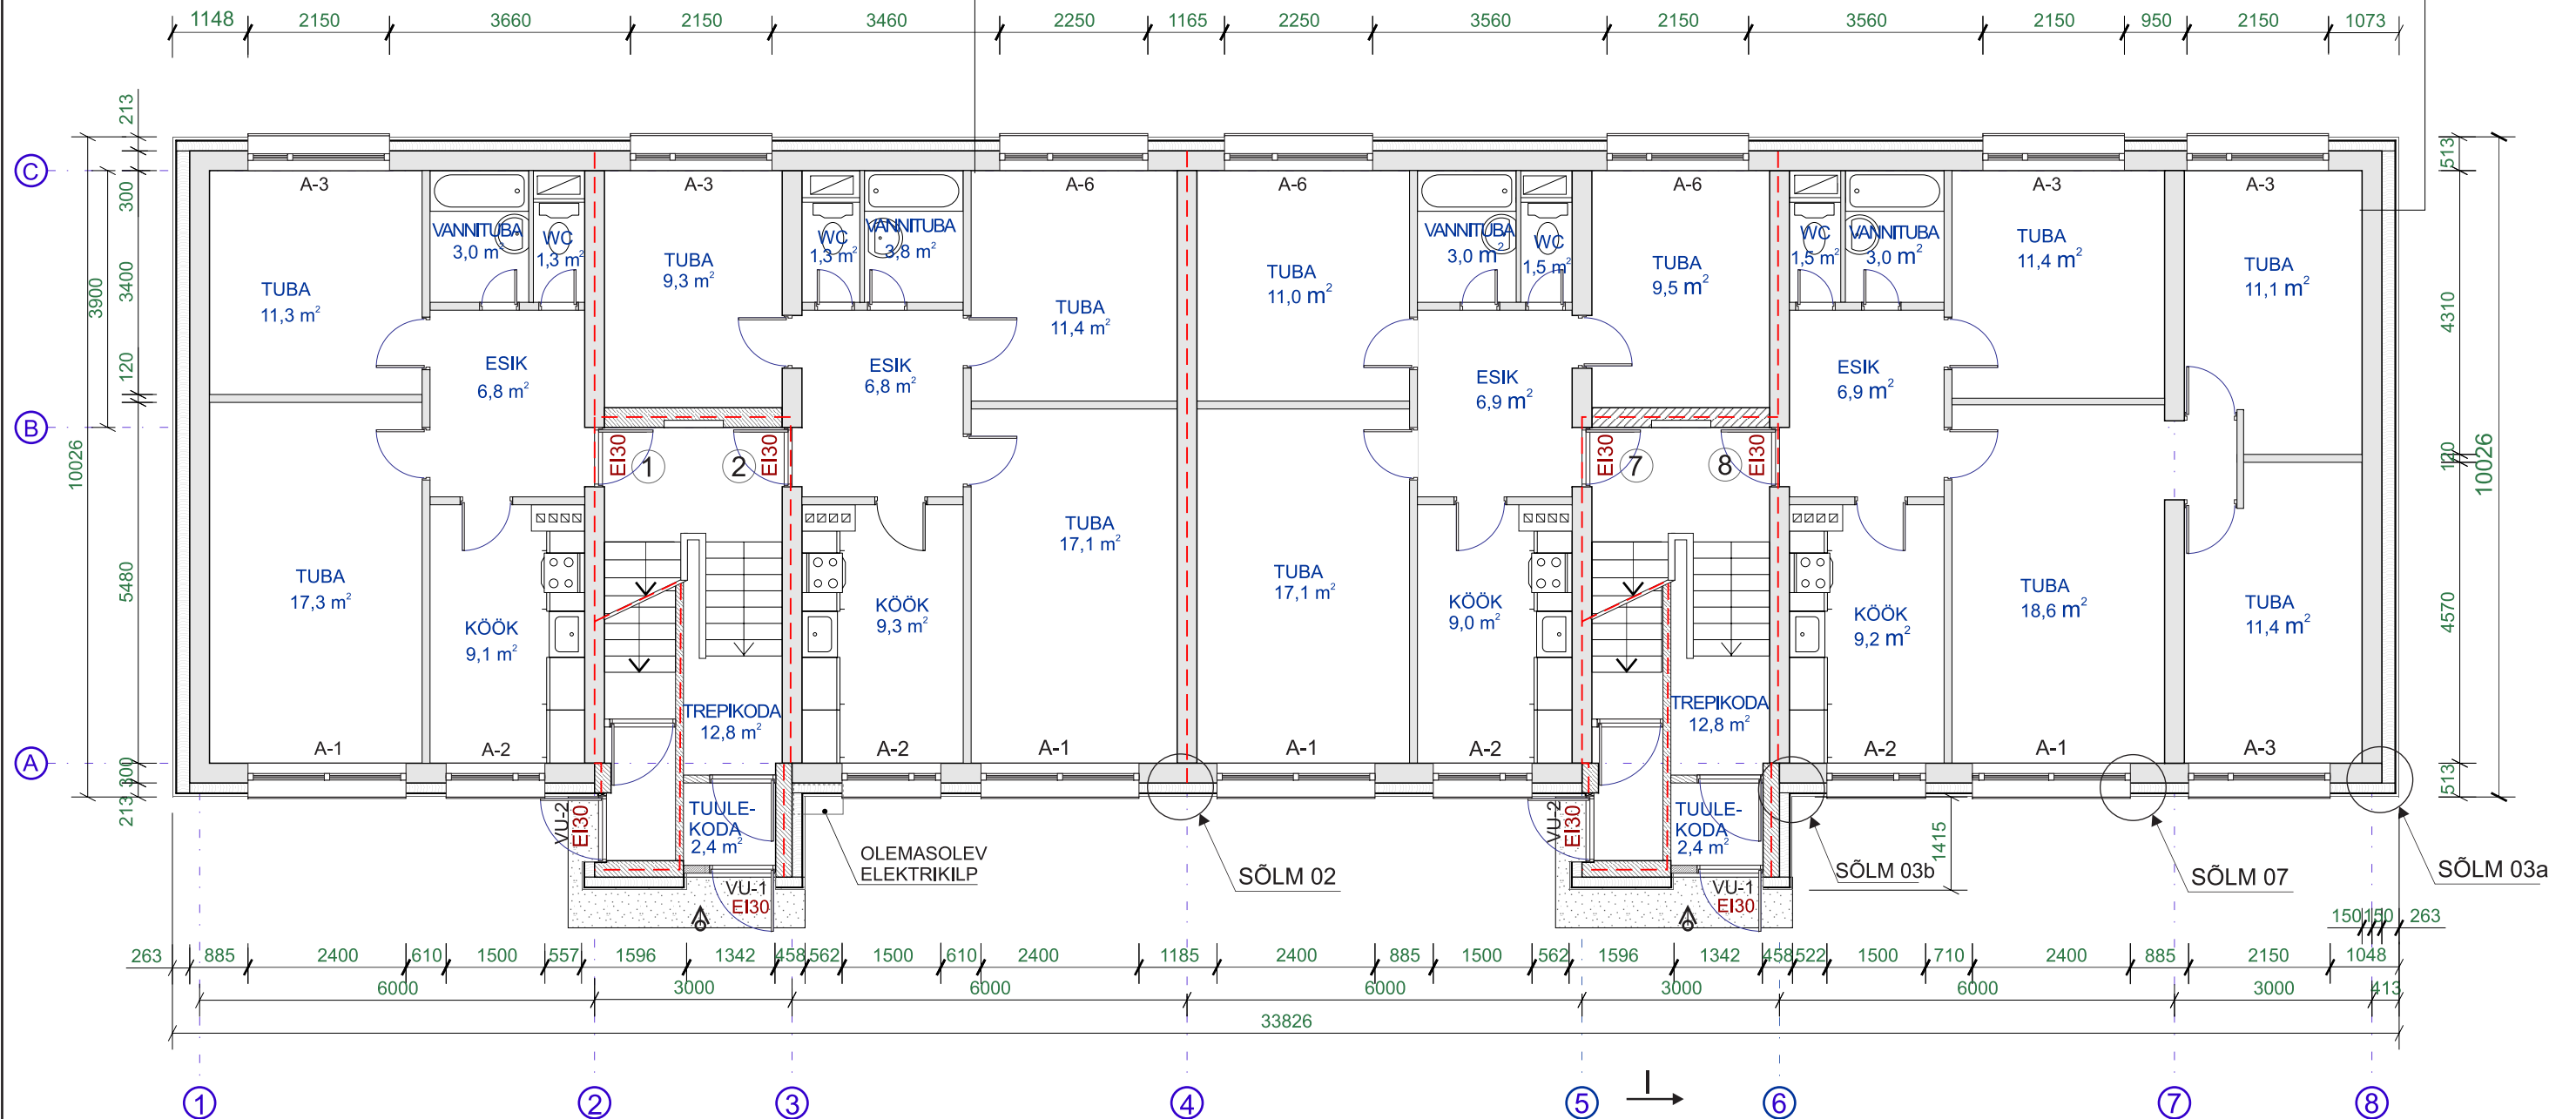 1148 2150 3660 2150 3460 2250 1165 2250 3560 2150 3560 2150 950 2150 1073
213
300
3400
3900
120
5480
10026
300
213
C
B
A
A-3
A-3
A-6
A-6
A-6
A-3
A-3
TUBA
11,3 m²
VANNITUBA
3,0 m²
WC
1,3 m²
TUBA
9,3 m²
WC
1,3 m²
VANNITUBA
3,8 m²
TUBA
11,4 m²
TUBA
11,0 m²
VANNITUBA
3,0 m²
WC
1,5 m²
TUBA
9,5 m²
WC
1,5 m²
VANNITUBA
3,0 m²
TUBA
11,4 m²
TUBA
11,1 m²
ESIK
6,8 m²
ESIK
6,8 m²
ESIK
6,9 m²
ESIK
6,9 m²
EI30
1
2
EI30
EI30
7
8
EI30
TUBA
17,3 m²
KÖÖK
9,1 m²
KÖÖK
9,3 m²
TUBA
17,1 m²
TUBA
17,1 m²
KÖÖK
9,0 m²
KÖÖK
9,2 m²
TUBA
18,6 m²
TUBA
11,4 m²
TREPIKODA
12,8 m²
TREPIKODA
12,8 m²
A-1
A-2
A-2
A-1
A-1
A-2
A-2
A-1
A-3
VU-2
EI30
TUULE-
KODA
2,4 m²
VU-1
EI30
OLEMASOLEV
ELEKTRIKILP
SÕLM 02
VU-2
EI30
TUULE-
KODA
2,4 m²
VU-1
EI30
SÕLM 03b
1415
SÕLM 07
SÕLM 03a
513
4310
120
10026
4570
513
150 150 263
263 885 2400 610 1500 557 1596 1342 458 562 1500 610 2400 1185 2400 885 1500 562 1596 1342 458 522 1500 710 2400 885 2150 1048
6000 3000 6000 6000 3000 6000 3000 413
33826
1 2 3 4 5 I 6 7 8